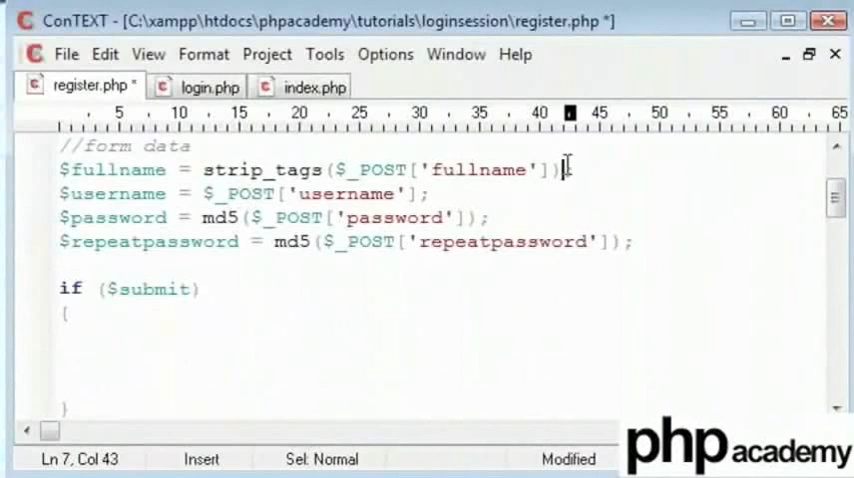 ConTEXT - [C:\xampp\htdocs\phpacademy\tutorials\loginsession\register.php *]
File Edit View Format Project Tools Options Window Help
register.php * login.php index.php
5 10 15 20 25 30 35 40 45 50 55 60 65
//form data
$fullname = strip_tags($_POST['fullname']);
$username = $_POST['username'];
$password = md5($_POST['password']);
$repeatpassword = md5($_POST['repeatpassword']);
if ($submit)
{
}
Ln 7, Col 43 Insert Sel: Normal Modified
php academy